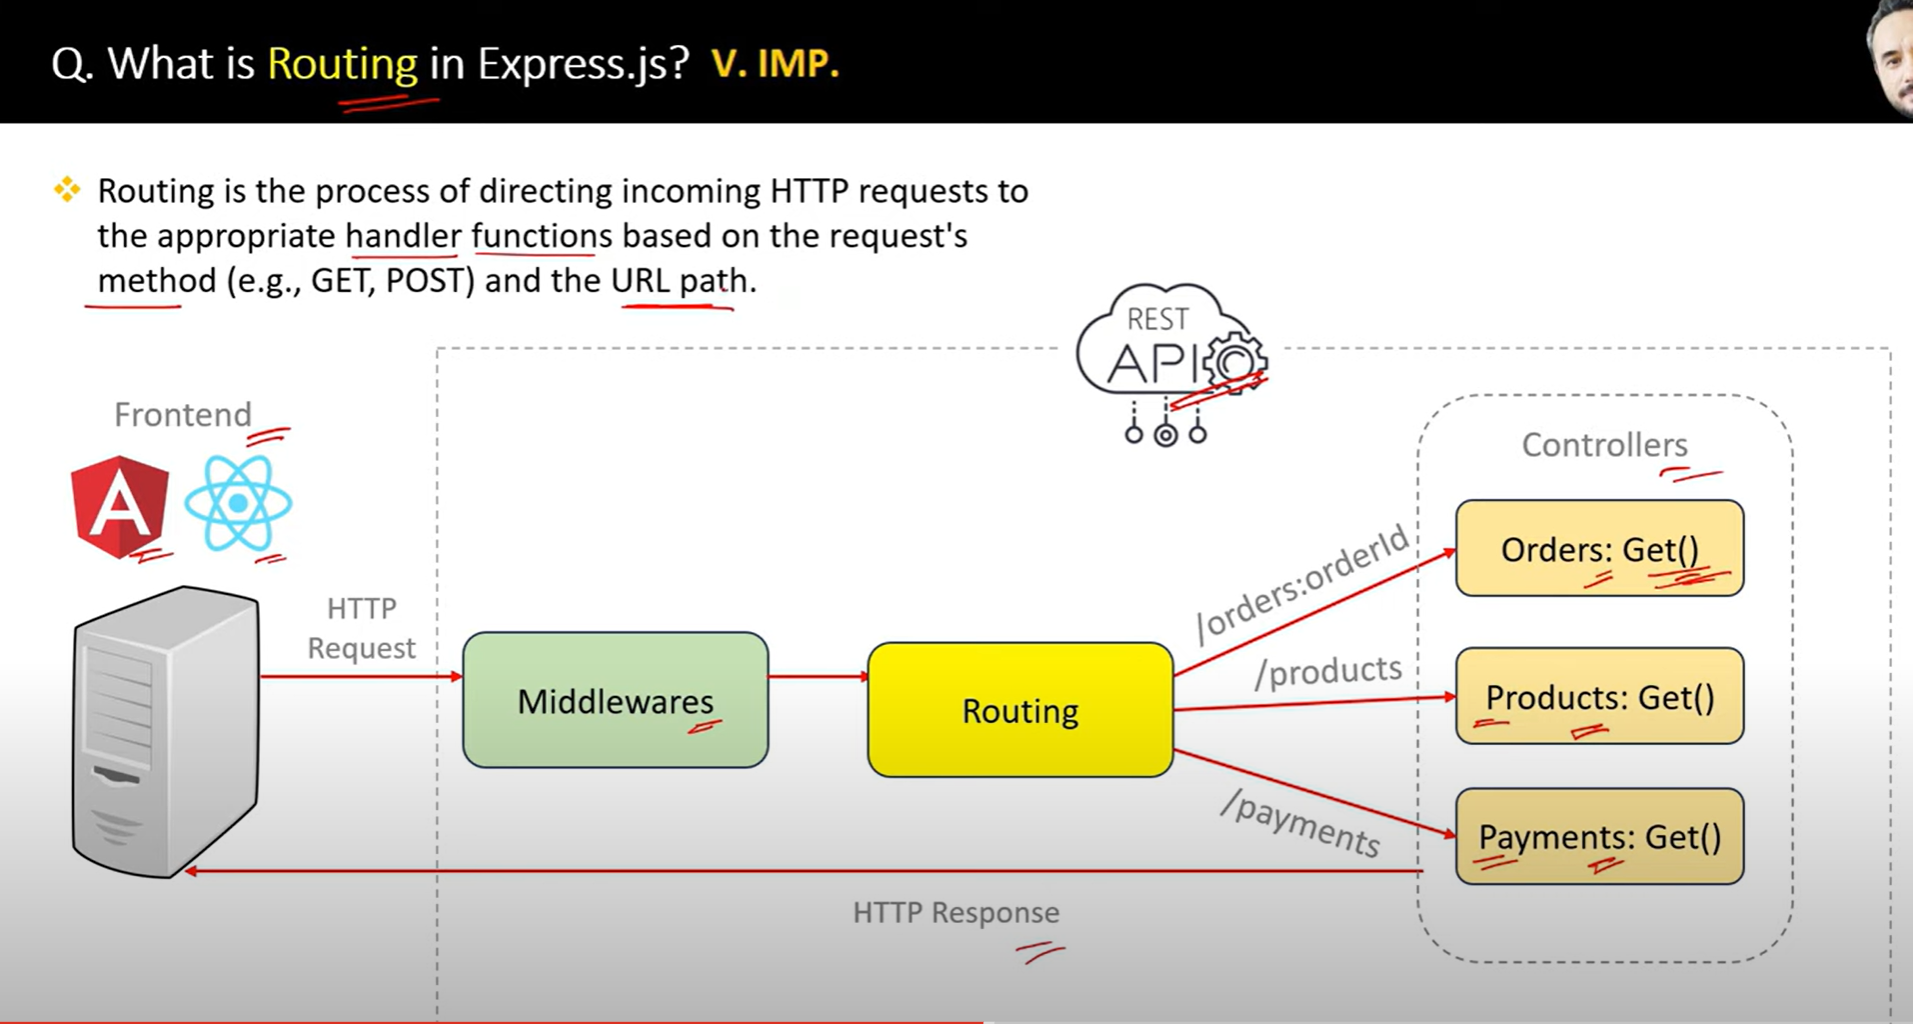 Q. What is Routing in Express.js? V. IMP.
Routing is the process of directing incoming HTTP requests to
the appropriate handler functions based on the request's
method (e.g., GET, POST) and the URL path.
REST
API
Frontend
Controllers
A
HTTP
Request
Middlewares
Routing
/orders:orderId
Orders: Get()
/products
Products: Get()
/payments
Payments: Get()
HTTP Response